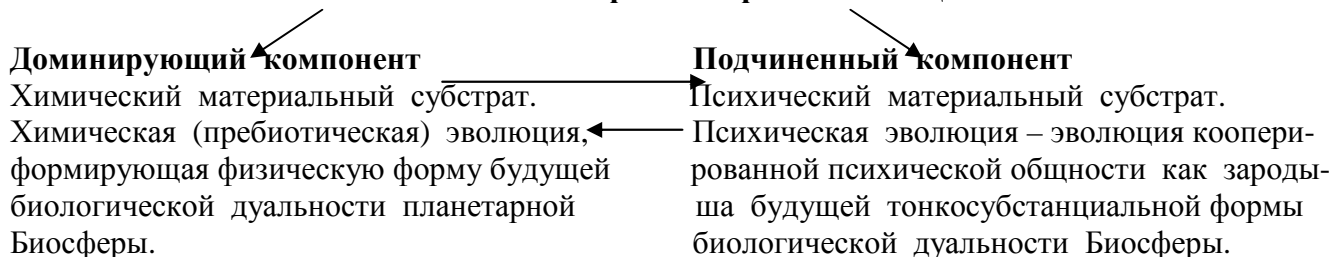 Доминирующий компонент
Химический материальный субстрат.
Химическая (пребиотическая) эволюция,
формирующая физическую форму будущей
биологической дуальности планетарной
Биосферы.
Подчиненный компонент
Психический материальный субстрат.
Психическая эволюция – эволюция коопери-
рованной психической общности как зароды-
ша будущей тонкосубстанциальной формы
биологической дуальности Биосферы.